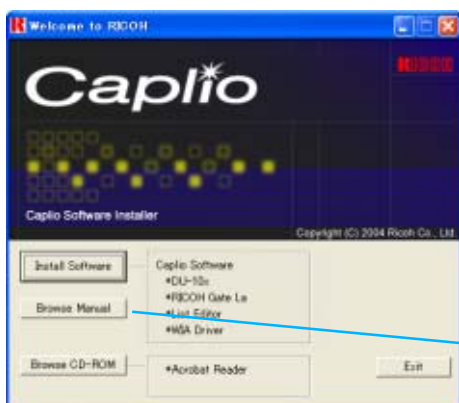 Welcome to RICOH
RICOH
Caplio
Caplio Software Installer
Copyright (C) 2004 Ricoh Co., Ltd.
Install Software
Caplio Software
*DU-10x
*RICOH Gate La
*List Editor
*WIA Driver
Browse Manual
Browse CD-ROM
*Acrobat Reader
Exit